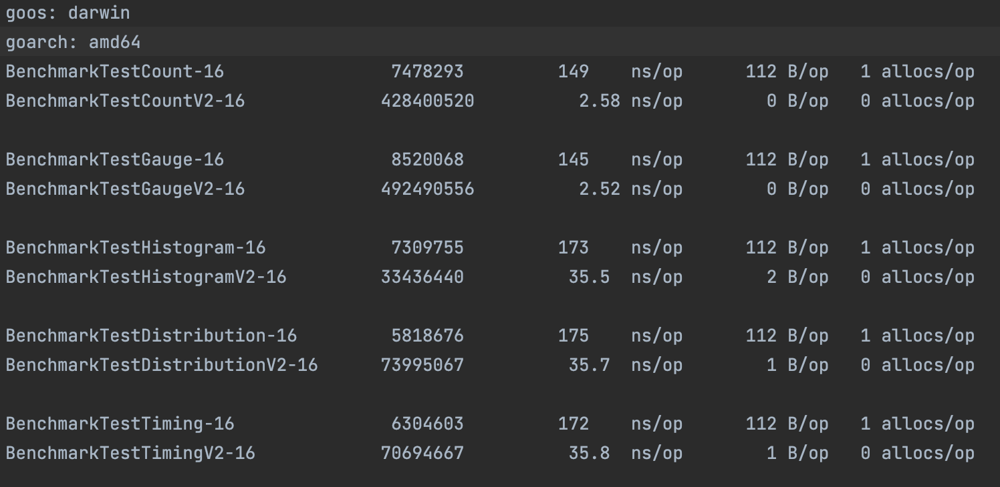 goos: darwin
goarch: amd64
BenchmarkTestCount-16 7478293 149 ns/op 112 B/op 1 allocs/op
BenchmarkTestCountV2-16 428400520 2.58 ns/op 0 B/op 0 allocs/op
BenchmarkTestGauge-16 8520068 145 ns/op 112 B/op 1 allocs/op
BenchmarkTestGaugeV2-16 492490556 2.52 ns/op 0 B/op 0 allocs/op
BenchmarkTestHistogram-16 7309755 173 ns/op 112 B/op 1 allocs/op
BenchmarkTestHistogramV2-16 33436440 35.5 ns/op 2 B/op 0 allocs/op
BenchmarkTestDistribution-16 5818676 175 ns/op 112 B/op 1 allocs/op
BenchmarkTestDistributionV2-16 73995067 35.7 ns/op 1 B/op 0 allocs/op
BenchmarkTestTiming-16 6304603 172 ns/op 112 B/op 1 allocs/op
BenchmarkTestTimingV2-16 70694667 35.8 ns/op 1 B/op 0 allocs/op